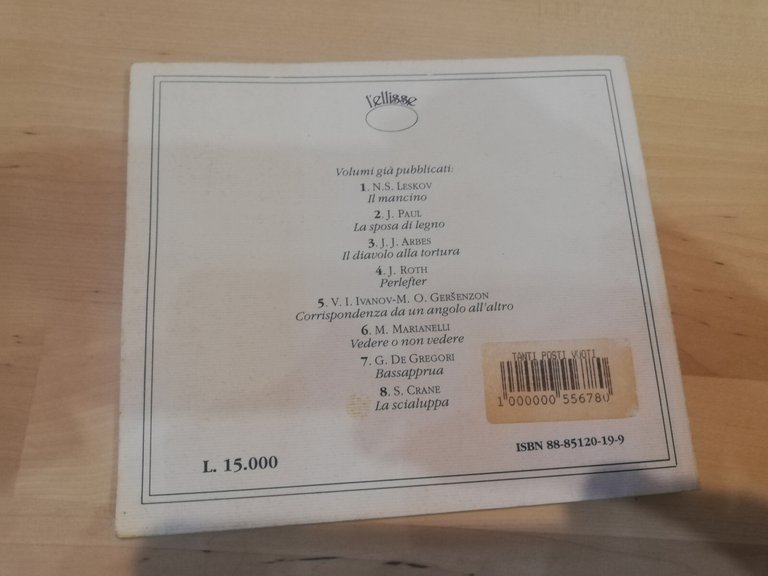 l'ellisse
Volumi già pubblicati:
1. N.S. LESKOV
Il mancino
2. J. PAUL
La sposa di legno
3. J. J. ARBES
Il diavolo alla tortura
4. J. ROTH
Perlefter
5. V. I. IVANOV-M. O. GERŠENZON
Corrispondenza da un angolo all'altro
6. M. MARIANELLI
Vedere o non vedere
7. G. DE GREGORI
Bassapprua
8. S. CRANE
La scialuppa
TANTI POSTI VUOTI
1 000000 556780
L. 15.000
ISBN 88-85120-19-9